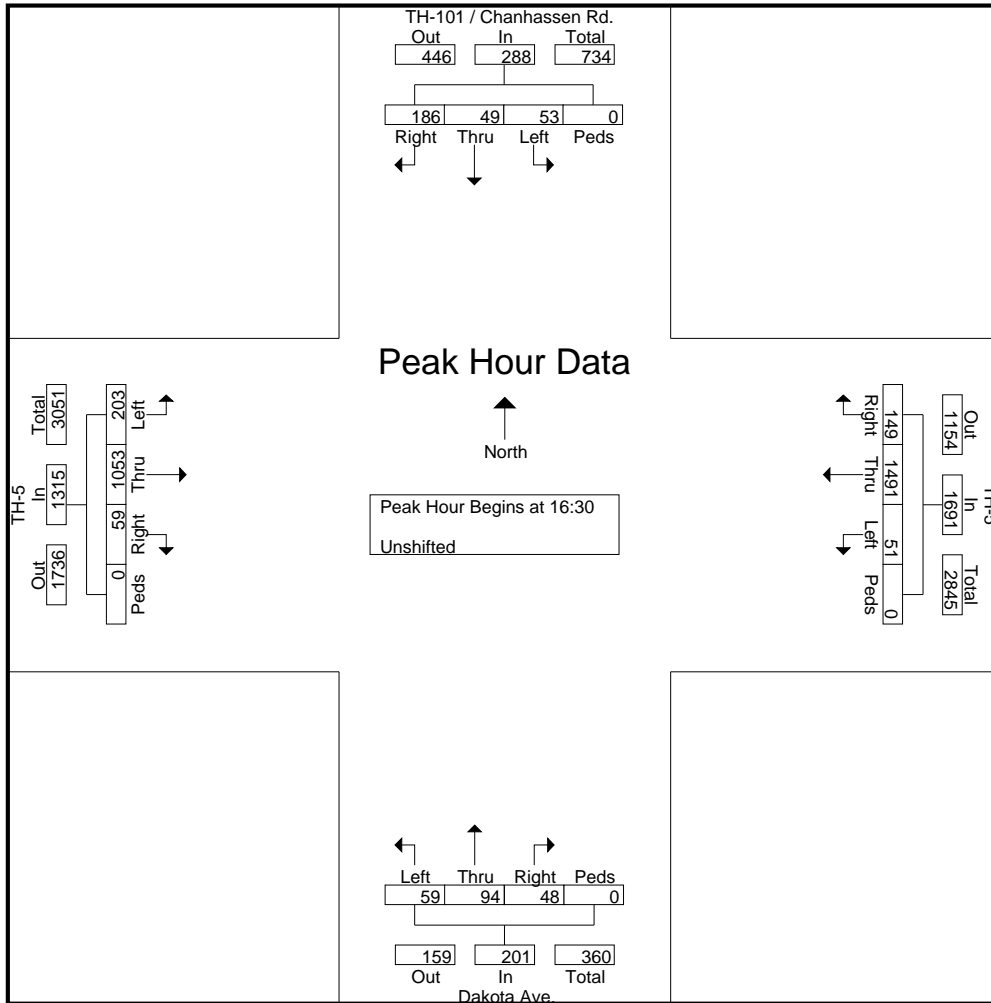 TH-101 / Chanhassen Rd.
Out In Total
446 288 734
186 49 53 0
Right Thru Left Peds
Peak Hour Data
North
Peak Hour Begins at 16:30
Unshifted
TH-5
Total In Out
3051 1315 1736
203 1053 59 0
Left Thru Right Peds
TH-5
Out In Total
1154 1691 2845
149 1491 51 0
Right Thru Left Peds
Left Thru Right Peds
59 94 48 0
159 201 360
Out In Total
Dakota Ave.